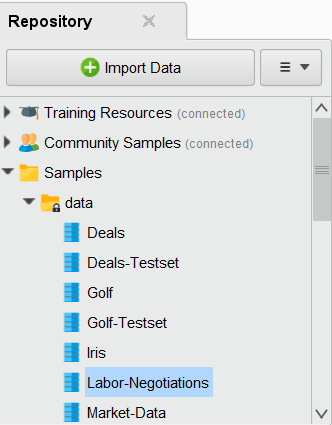 Repository
Import Data
Training Resources (connected)
Community Samples (connected)
Samples
data
Deals
Deals-Testset
Golf
Golf-Testset
Iris
Labor-Negotiations
Market-Data